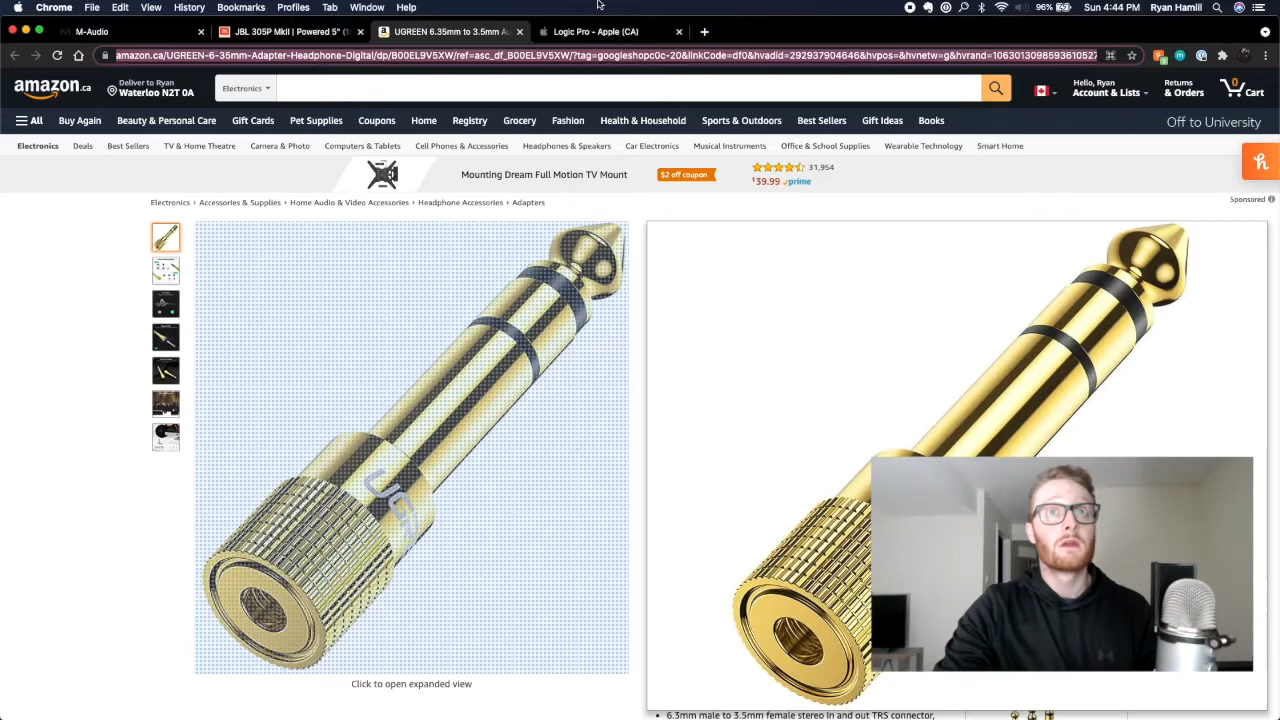 Chrome File Edit View History Bookmarks Profiles Tab Window Help 96% Sun 4:44 PM Ryan Hamill
M-Audio JBL 305P MkII | Powered 5" (1 UGREEN 6.35mm to 3.5mm Au Logic Pro - Apple (CA)
amazon.ca/UGREEN-6-35mm-Adapter-Headphone-Digital/dp/B00EL9V5XW/ref=asc_df_B00EL9V5XW/?tag=googleshopc0c-20&linkCode=df0&hvadid=292937904646&hvpos=&hvnetw=g&hvrand=1063013098593610527
amazon.ca Deliver to Ryan Waterloo N2T 0A Electronics Hello, Ryan Account & Lists Returns & Orders 0 Cart
All Buy Again Beauty & Personal Care Gift Cards Pet Supplies Coupons Home Registry Grocery Fashion Health & Household Sports & Outdoors Best Sellers Gift Ideas Books Off to University
Electronics Deals Best Sellers TV & Home Theatre Camera & Photo Computers & Tablets Cell Phones & Accessories Headphones & Speakers Car Electronics Musical Instruments Office & School Supplies Wearable Technology Smart Home
Mounting Dream Full Motion TV Mount $2 off coupon 31,954
$39.99 prime
Electronics › Accessories & Supplies › Home Audio & Video Accessories › Headphone Accessories › Adapters Sponsored
Click to open expanded view
• 6.3mm male to 3.5mm female stereo in and out TRS connector,